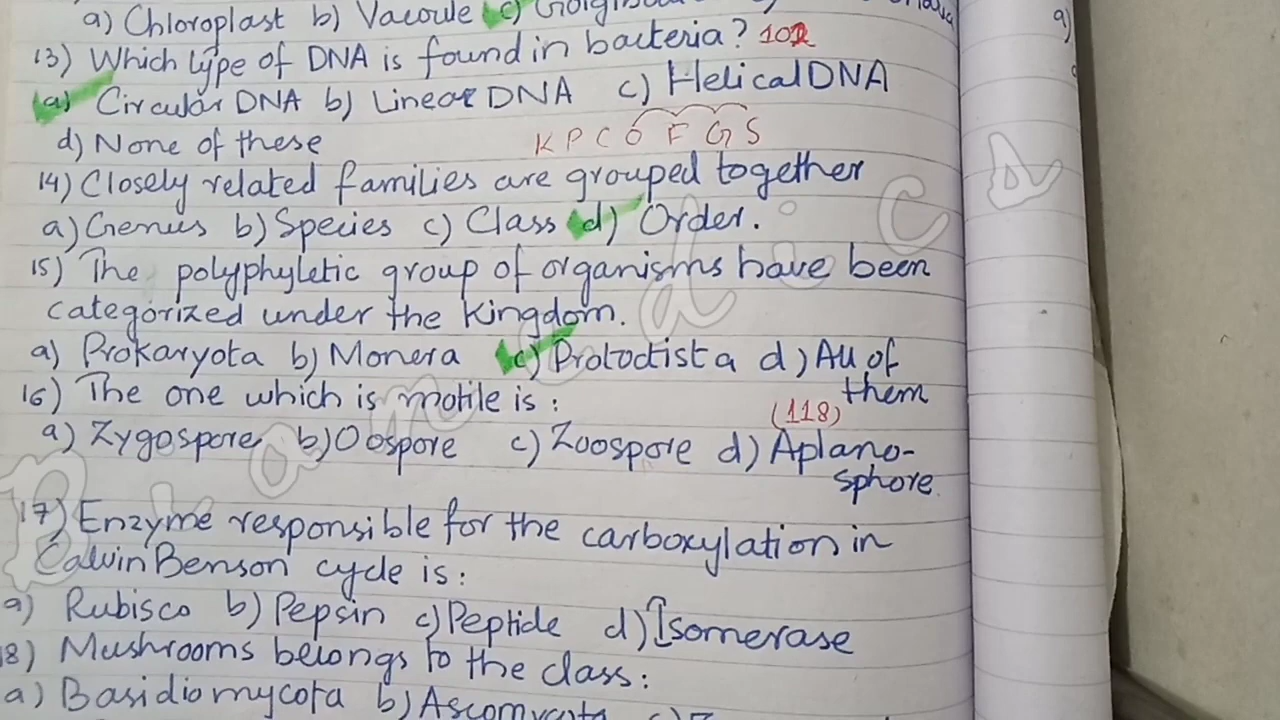 a) Chloroplast b) Vacoule c)
13) Which type of DNA is found in bacteria? 102
a) Circular DNA b) Linear DNA c) Helical DNA
d) None of these
K P C O F G S
14) Closely related families are grouped together
a) Genus b) Species c) Class d) Order.
15) The polyphyletic group of organisms have been
categorized under the Kingdom.
a) Prokaryota b) Monera c) Protoctista d) All of
them
16) The one which is motile is :
(118)
a) Zygospore b) Oospore c) Zoospore d) Aplano-
sphore.
17) Enzyme responsible for the carboxylation in
Calvin Benson cycle is :
a) Rubisco b) Pepsin c) Peptide d) Isomerase
18) Mushrooms belongs to the class :
a) Basidiomycota b) Ascomycota c)